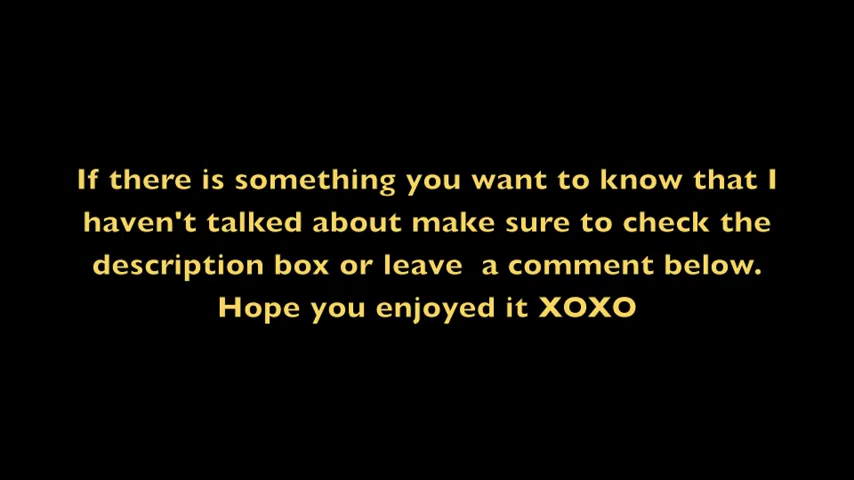 If there is something you want to know that I
haven't talked about make sure to check the
description box or leave  a comment below.
Hope you enjoyed it XOXO